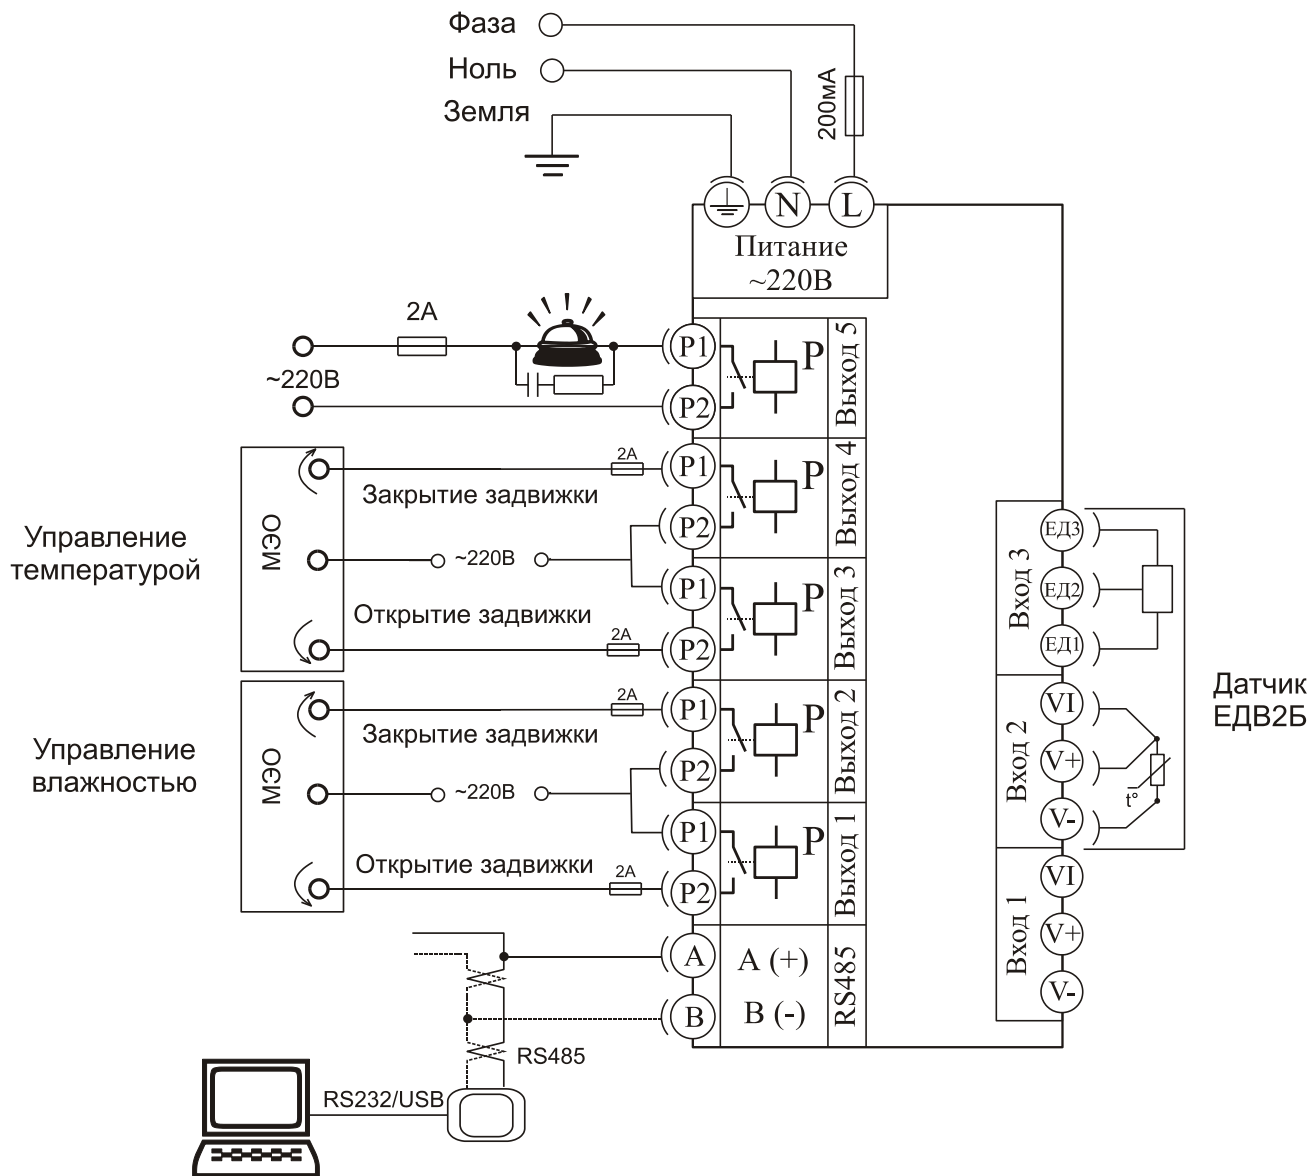 Фаза
Ноль
Земля
200мА
N
L
Питание
~220В
2А
~220В
P1
P2
Р
Выход 5
МЭО
Управление
температурой
Закрытие задвижки
2А
~220В
Открытие задвижки
2А
P1
P2
Р
Выход 4
P1
P2
Р
Выход 3
МЭО
Управление
влажностью
Закрытие задвижки
2А
~220В
Открытие задвижки
2А
P1
P2
Р
Выход 2
P1
P2
Р
Выход 1
A
B
A (+)
B (-)
RS485
RS485
RS232/USB
ЕД3
ЕД2
ЕД1
Вход 3
VI
V+
V-
Вход 2
t°
VI
V+
V-
Вход 1
Датчик
ЕДВ2Б